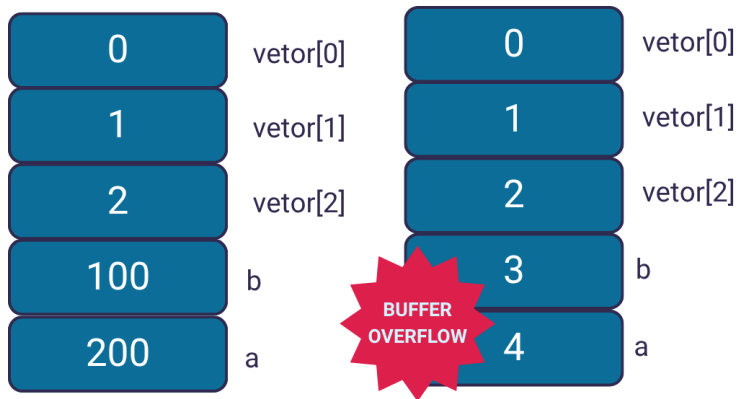 0 vetor[0]
1 vetor[1]
2 vetor[2]
100 b
200 a
0 vetor[0]
1 vetor[1]
2 vetor[2]
3 b
4 a
BUFFER
OVERFLOW